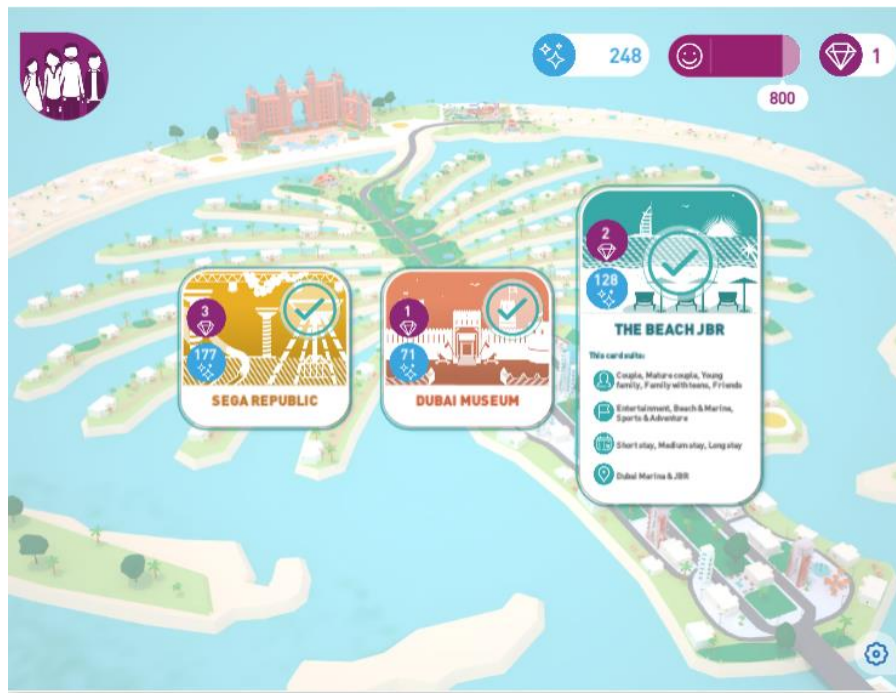 248
800
1
3
177
SEGA REPUBLIC
1
71
DUBAI MUSEUM
2
128
THE BEACH JBR
This card suits:
Couple, Mature couple, Young
family, Family with teens, Friends
Entertainment, Beach & Marine,
Sports & Adventure
Short stay, Medium stay, Long stay
Dubai Marina & JBR